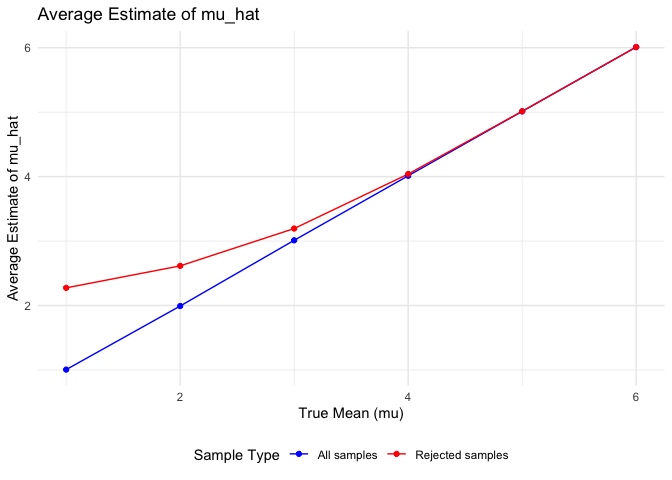 Average Estimate of mu_hat
Average Estimate of mu_hat
6
4
2
2
4
6
True Mean (mu)
Sample Type
All samples
Rejected samples